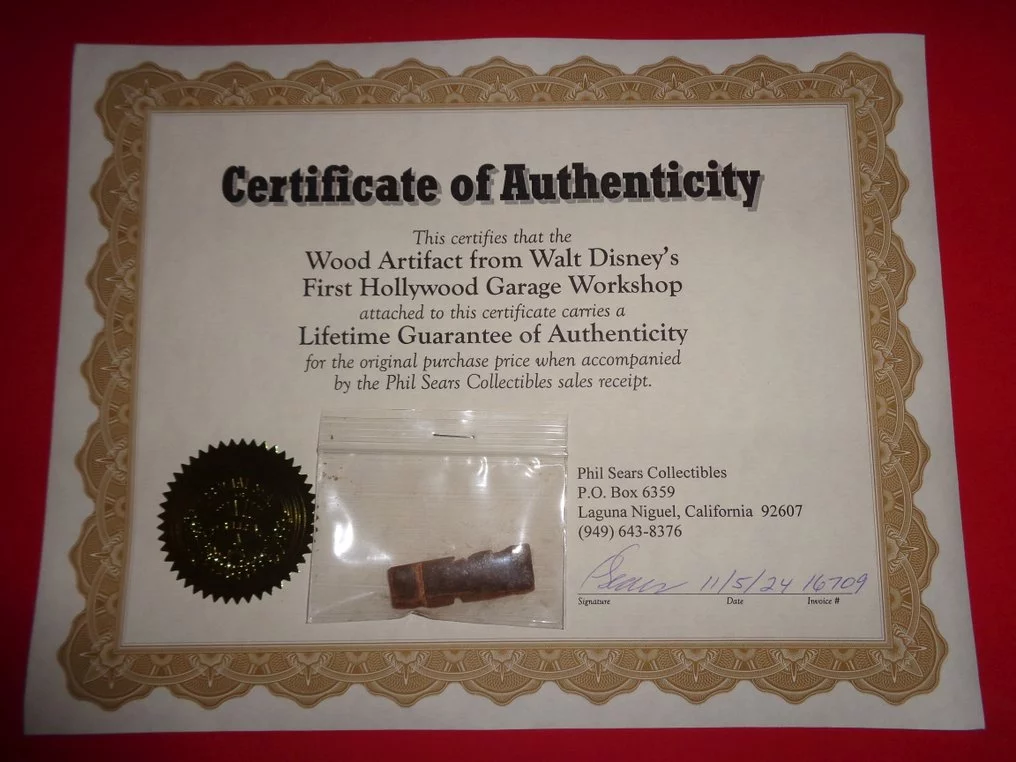 Certificate of Authenticity
This certifies that the
Wood Artifact from Walt Disney's
First Hollywood Garage Workshop
attached to this certificate carries a
Lifetime Guarantee of Authenticity
for the original purchase price when accompanied
by the Phil Sears Collectibles sales receipt.
Phil Sears Collectibles
P.O. Box 6359
Laguna Niguel, California 92607
(949) 643-8376
PSears 11/5/24 16709
Signature Date Invoice #